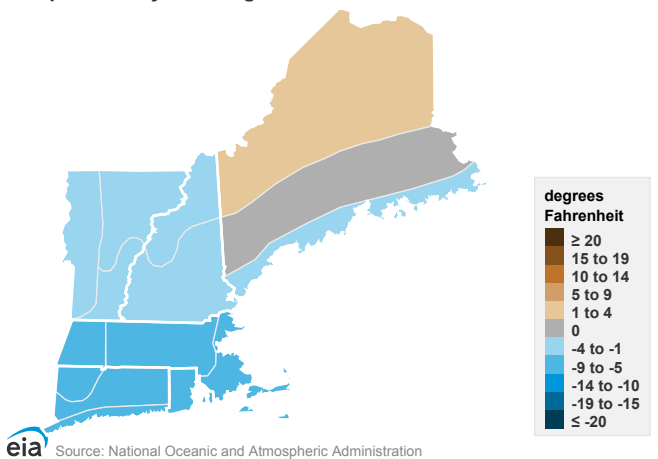 degrees
Fahrenheit
≥ 20
15 to 19
10 to 14
5 to 9
1 to 4
0
-4 to -1
-9 to -5
-14 to -10
-19 to -15
≤ -20
eia
Source: National Oceanic and Atmospheric Administration